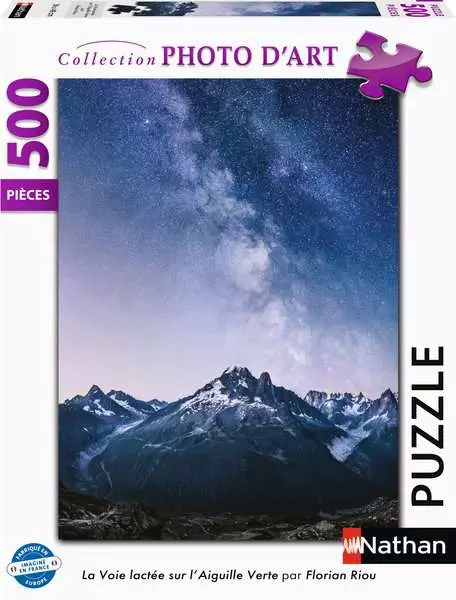 Collection PHOTO D'ART
500
PIÈCES
500
PUZZLE
Nathan
FABRIQUÉ EN
IMAGINÉ
EN FRANCE
EUROPE
La Voie lactée sur l'Aiguille Verte par Florian Riou